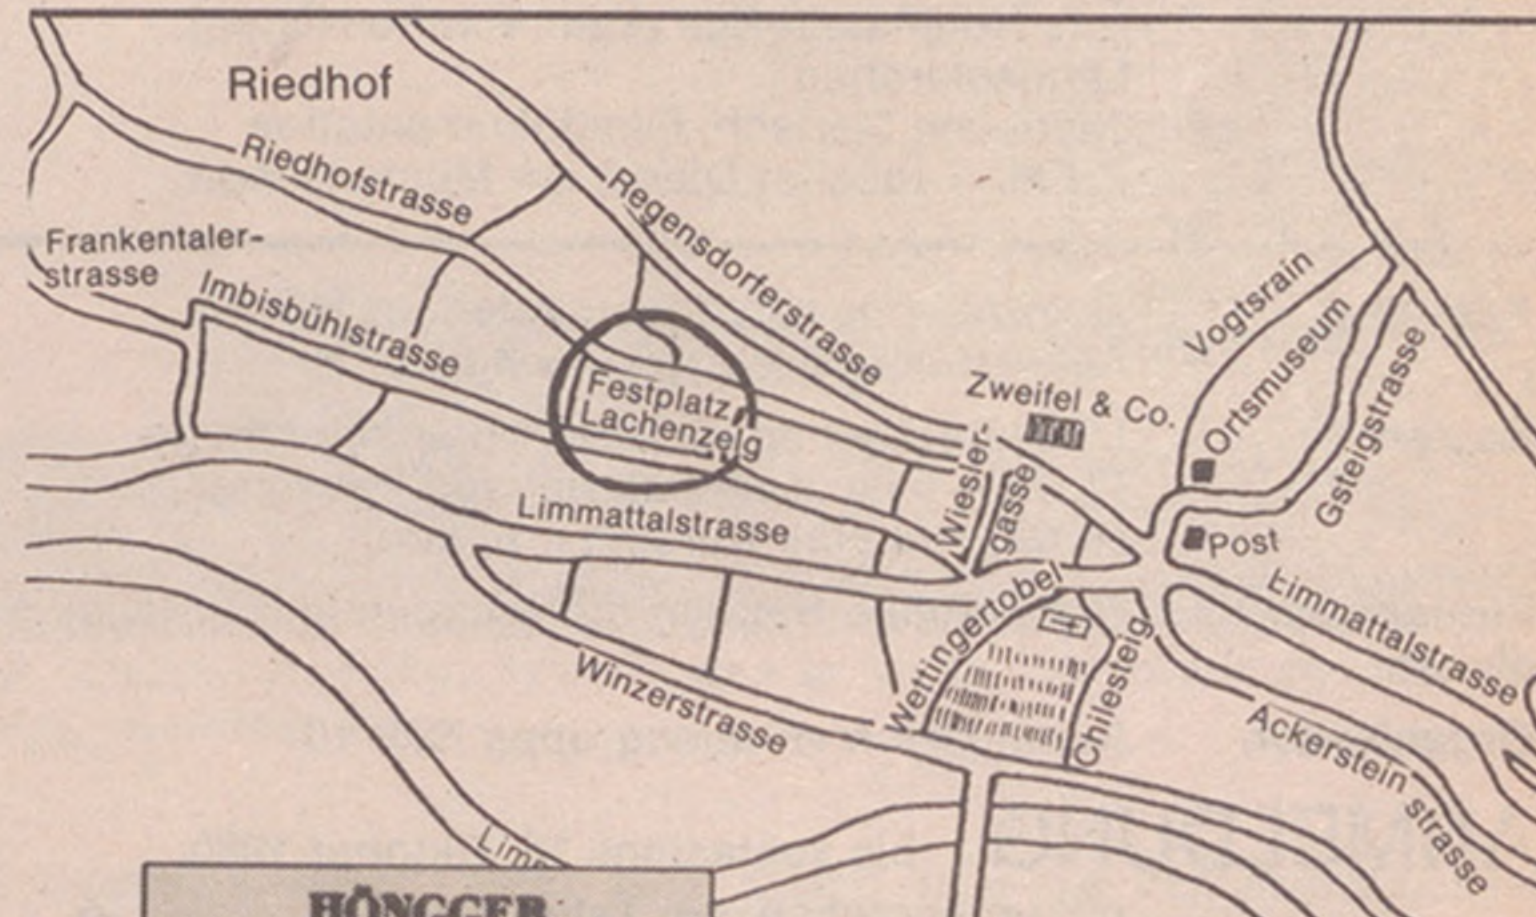 Riedhof
Riedhofstrasse
Regensdorferstrasse
Frankentaler-
strasse
Imbisbühlstrasse
Vogtsrain
Ortsmuseum
Gsteigstrasse
Zweifel & Co.
Festplatz
Lachenzelg
Wiesler-
gasse
Limmattalstrasse
Post
Limmattalstrasse
Wettingertobel
Chilesteig
Winzerstrasse
Ackerstein strasse
HÖNGGER